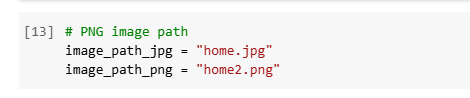 [13] # PNG image path
image_path_jpg = "home.jpg"
image_path_png = "home2.png"